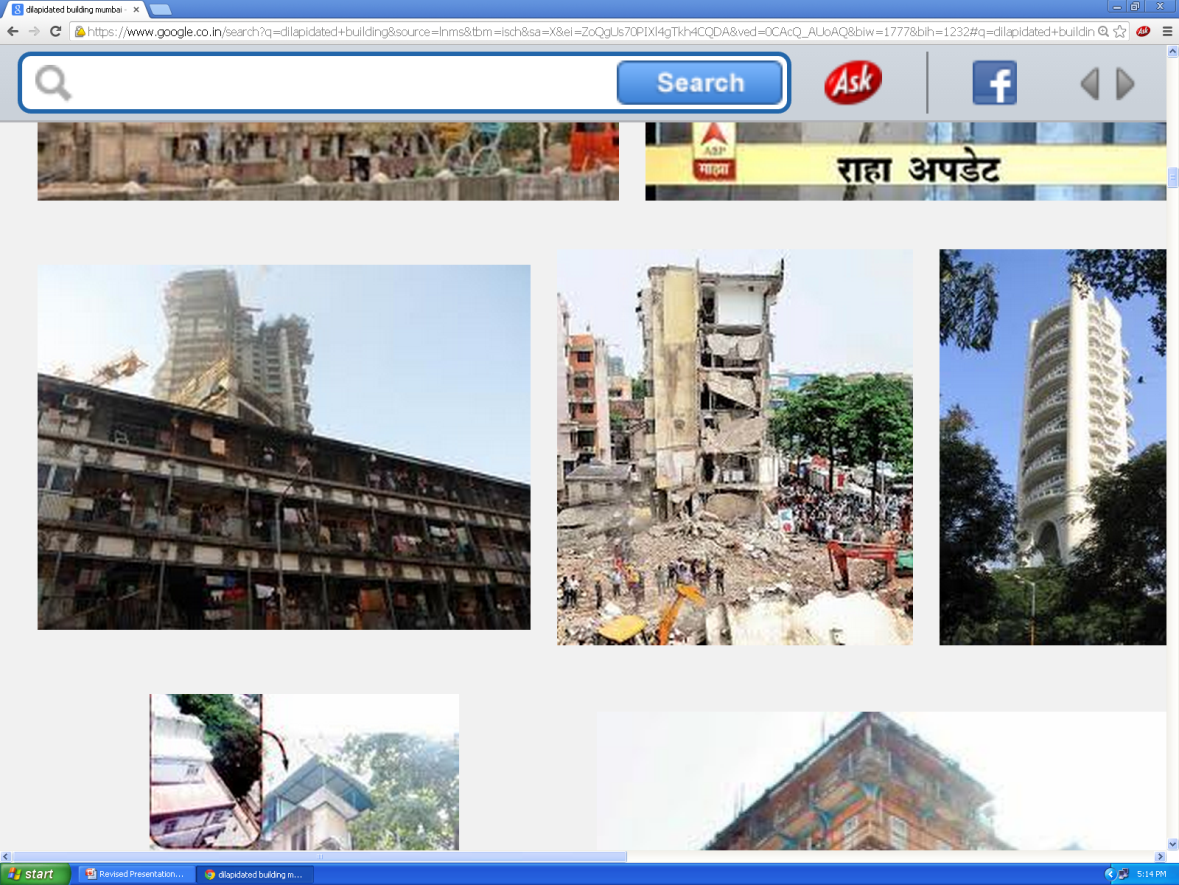 dilapidated building mumbai -
https://www.google.co.in/search?q=dilapidated+building&source=lnms&tbm=isch&sa=X&ei=ZoQgUs70PIXl4gTkh4CQDA&ved=0CAcQ_AUoAQ&biw=1777&bih=1232#q=dilapidated+buildin
Search
Ask
f
ABP
माझा
राहा अपडेट
start
Revised Presentation...
dilapidated building m...
5:14 PM